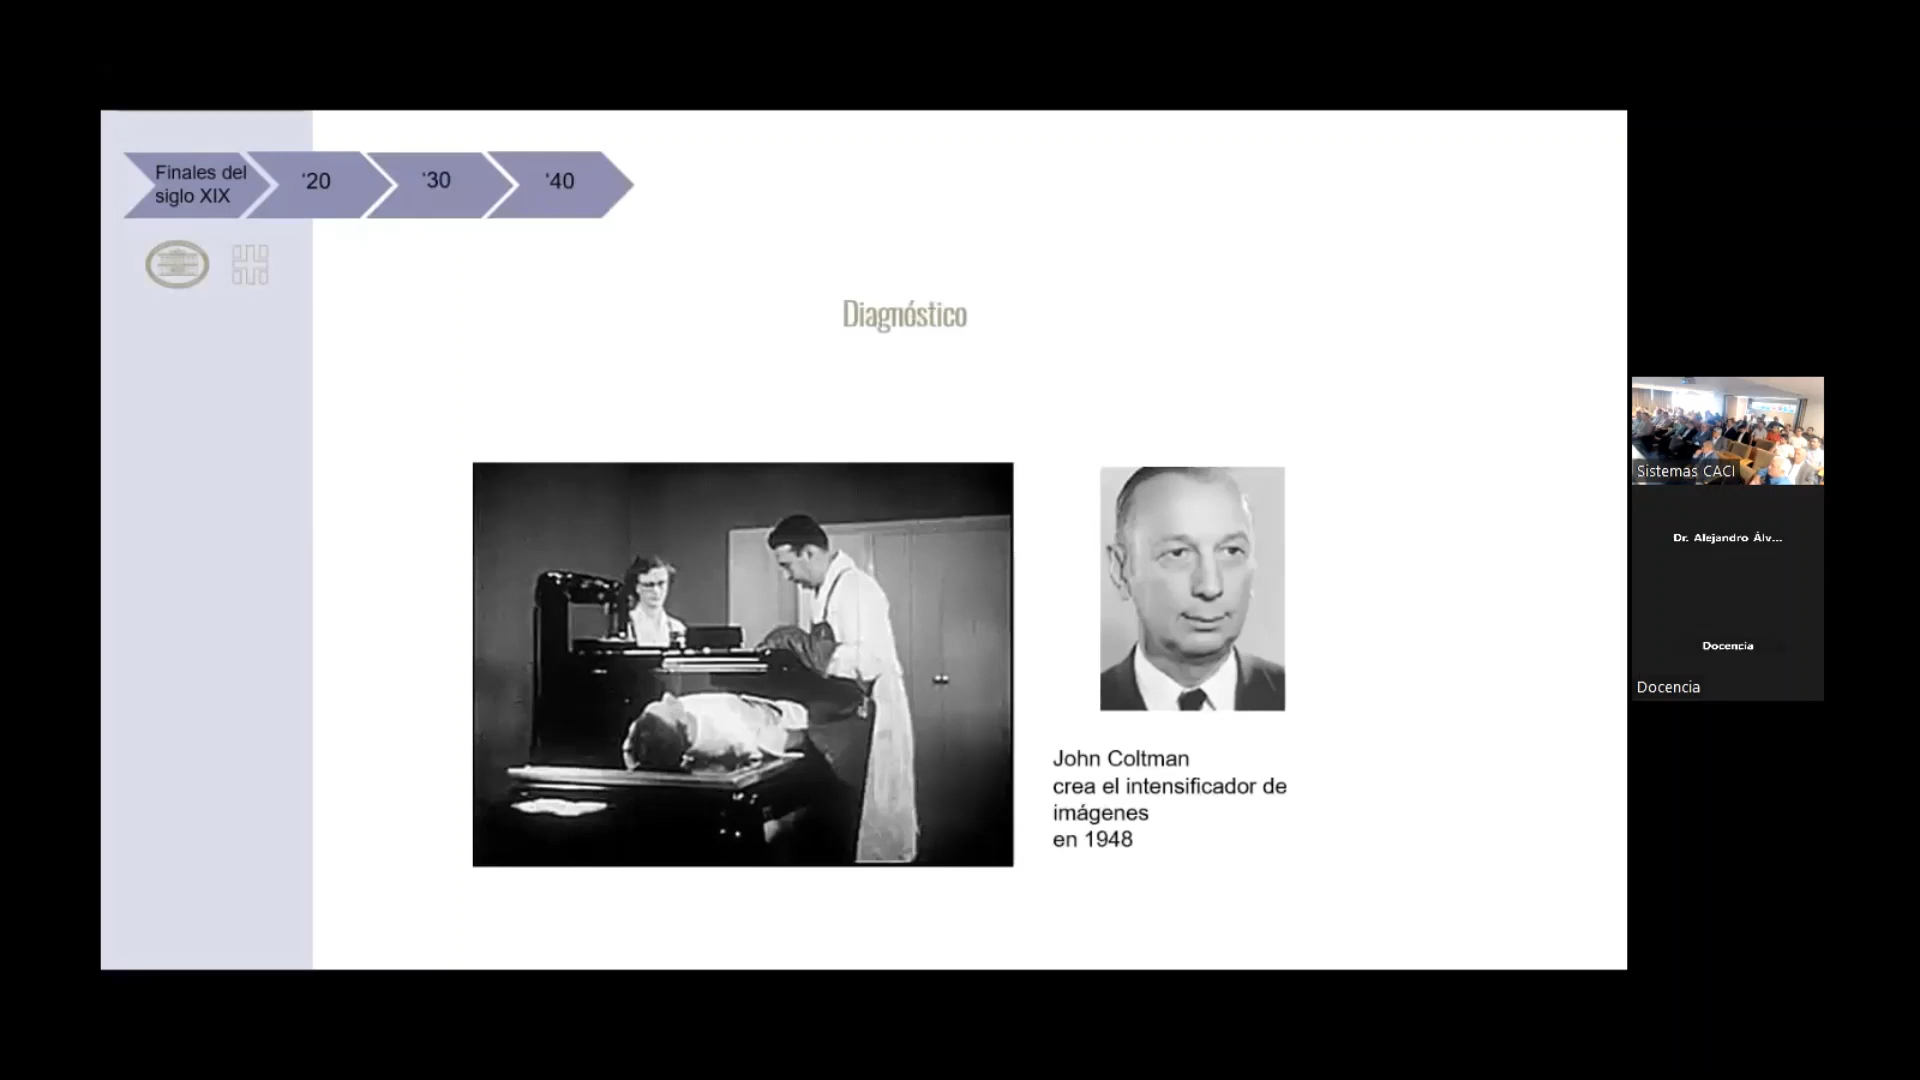 Finales del
siglo XIX
‘20
‘30
‘40
Diagnóstico
John Coltman
crea el intensificador de
imágenes
en 1948
Sistemas CACI
Dr. Alejandro Álv...
Docencia
Docencia